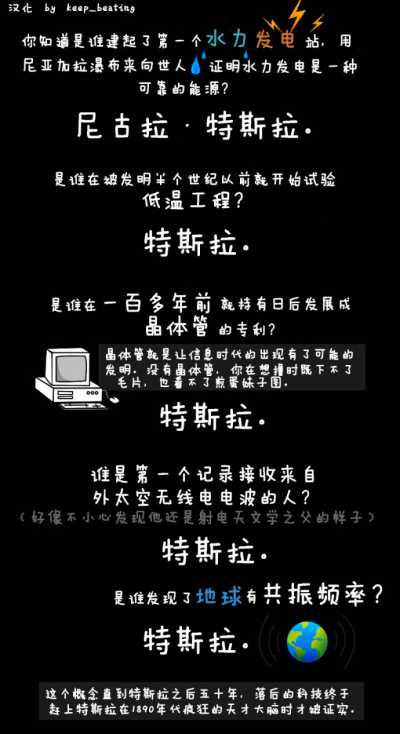 汉化 by keep_beating
你知道是谁建起了第一个水力发电站，用
尼亚加拉瀑布来向世人证明水力发电是一种
可靠的能源？
尼古拉·特斯拉.
是谁在被发明半个世纪以前就开始试验
低温工程？
特斯拉.
是谁在一百多年前就持有日后发展成
晶体管的专利？
晶体管就是让信息时代的出现有了可能的
发明．没有晶体管，你在想撸时既下不了
毛片，也看不了煎蛋妹子图．
特斯拉.
谁是第一个记录接收来自
外太空无线电电波的人？
（好像不小心发现他还是射电天文学之父的样子）
特斯拉.
是谁发现了地球有共振频率？
特斯拉.
这个概念直到特斯拉之后五十年，落后的科技终于
赶上特斯拉在1890年代疯狂的天才大脑时才被证实．